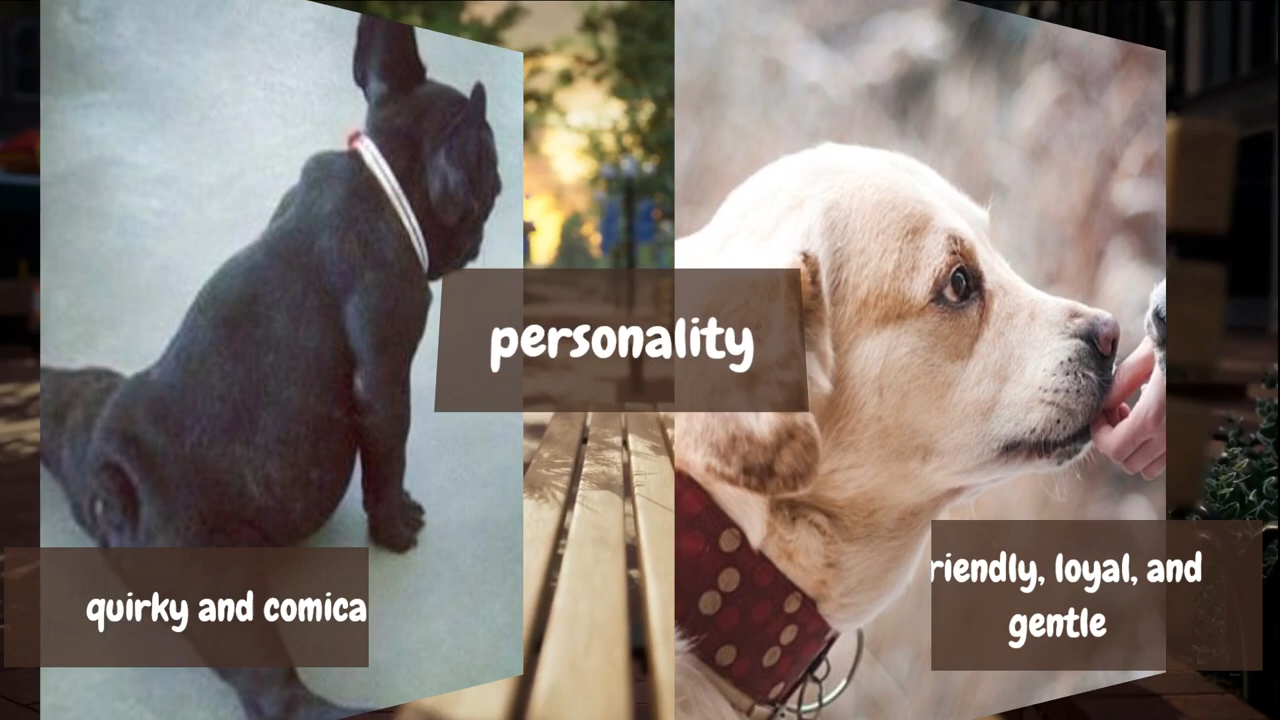 personality
quirky and comica
riendly, loyal, and
gentle